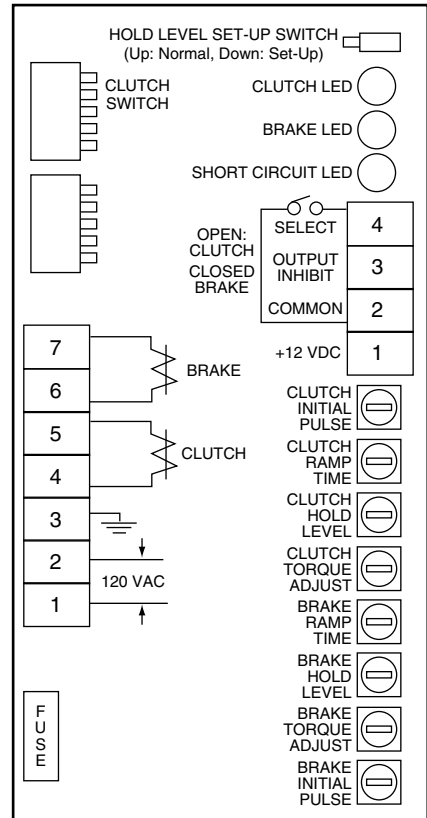 HOLD LEVEL SET-UP SWITCH
(Up: Normal, Down: Set-Up)
CLUTCH
SWITCH
CLUTCH LED
BRAKE LED
SHORT CIRCUIT LED
OPEN:
CLUTCH
CLOSED
BRAKE
SELECT
4
OUTPUT
INHIBIT
3
COMMON
2
+12 VDC
1
7
6
BRAKE
5
4
CLUTCH
3
2
1
120 VAC
CLUTCH
INITIAL
PULSE
CLUTCH
RAMP
TIME
CLUTCH
HOLD
LEVEL
CLUTCH
TORQUE
ADJUST
BRAKE
RAMP
TIME
BRAKE
HOLD
LEVEL
BRAKE
TORQUE
ADJUST
BRAKE
INITIAL
PULSE
F
U
S
E